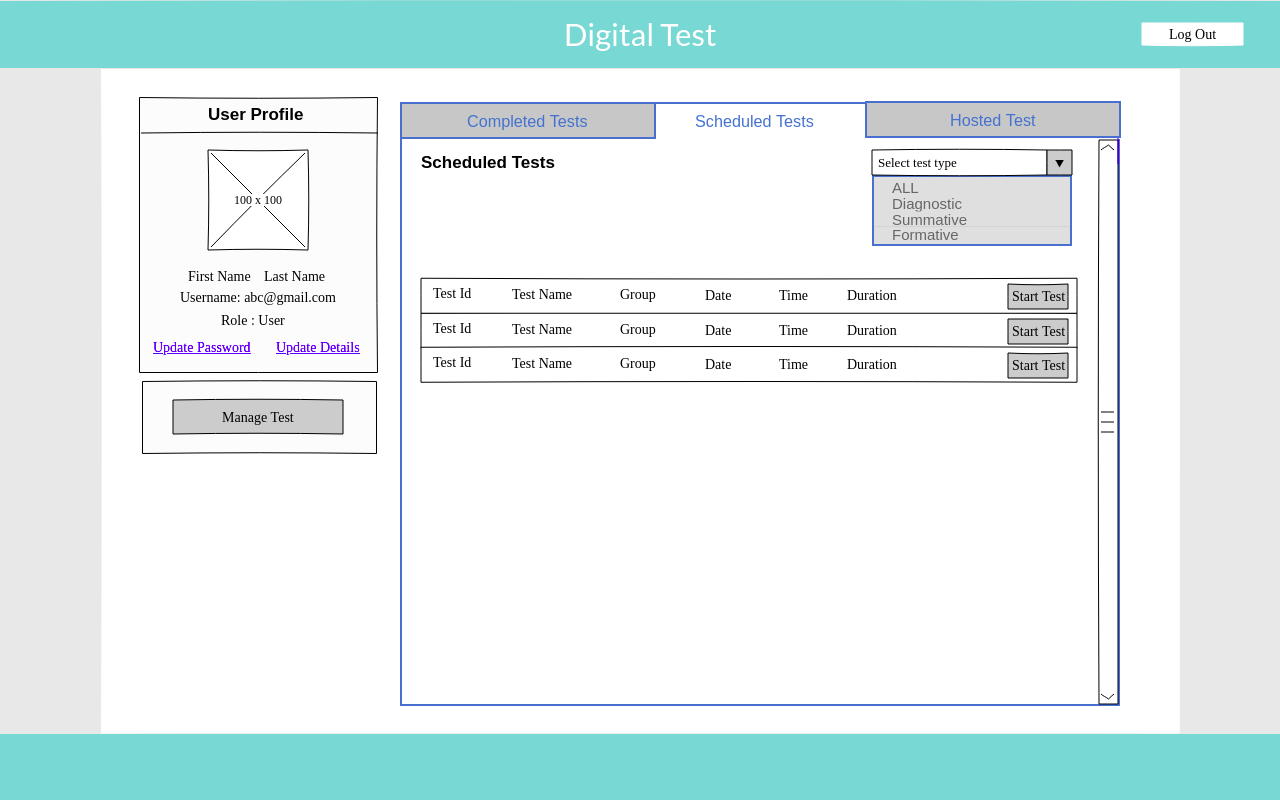 Digital Test
Log Out
User Profile
100 x 100
First Name Last Name
Username: abc@gmail.com
Role : User
Update Password Update Details
Manage Test
Completed Tests Scheduled Tests Hosted Test
Scheduled Tests
Select test type
ALL
Diagnostic
Summative
Formative
Test Id Test Name Group Date Time Duration Start Test
Test Id Test Name Group Date Time Duration Start Test
Test Id Test Name Group Date Time Duration Start Test